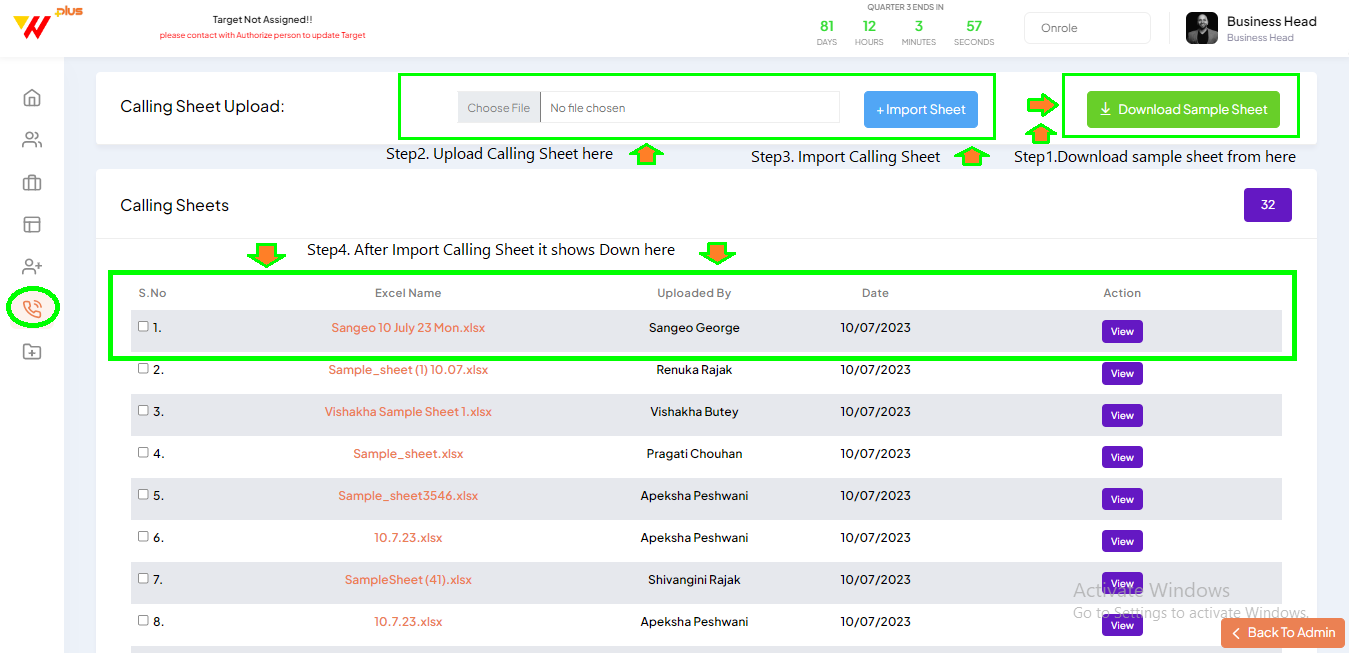 plus
Target Not Assigned!!
please contact with Authorize person to update Target
QUARTER 3 ENDS IN
81 12 3 57
DAYS HOURS MINUTES SECONDS
Onrole
Business Head
Business Head
Calling Sheet Upload:
Choose File No file chosen
+Import Sheet
Download Sample Sheet
Step2. Upload Calling Sheet here
Step3. Import Calling Sheet
Step1.Download sample sheet from here
Calling Sheets
32
Step4. After Import Calling Sheet it shows Down here
S.No Excel Name Uploaded By Date Action
1. Sangeo 10 July 23 Mon.xlsx Sangeo George 10/07/2023 View
2. Sample_sheet (1) 10.07.xlsx Renuka Rajak 10/07/2023 View
3. Vishakha Sample Sheet 1.xlsx Vishakha Butey 10/07/2023 View
4. Sample_sheet.xlsx Pragati Chouhan 10/07/2023 View
5. Sample_sheet3546.xlsx Apeksha Peshwani 10/07/2023 View
6. 10.7.23.xlsx Apeksha Peshwani 10/07/2023 View
7. SampleSheet (41).xlsx Shivangini Rajak 10/07/2023 View
8. 10.7.23.xlsx Apeksha Peshwani 10/07/2023 View
Activate Windows
Go to Settings to activate Windows.
Back To Admin